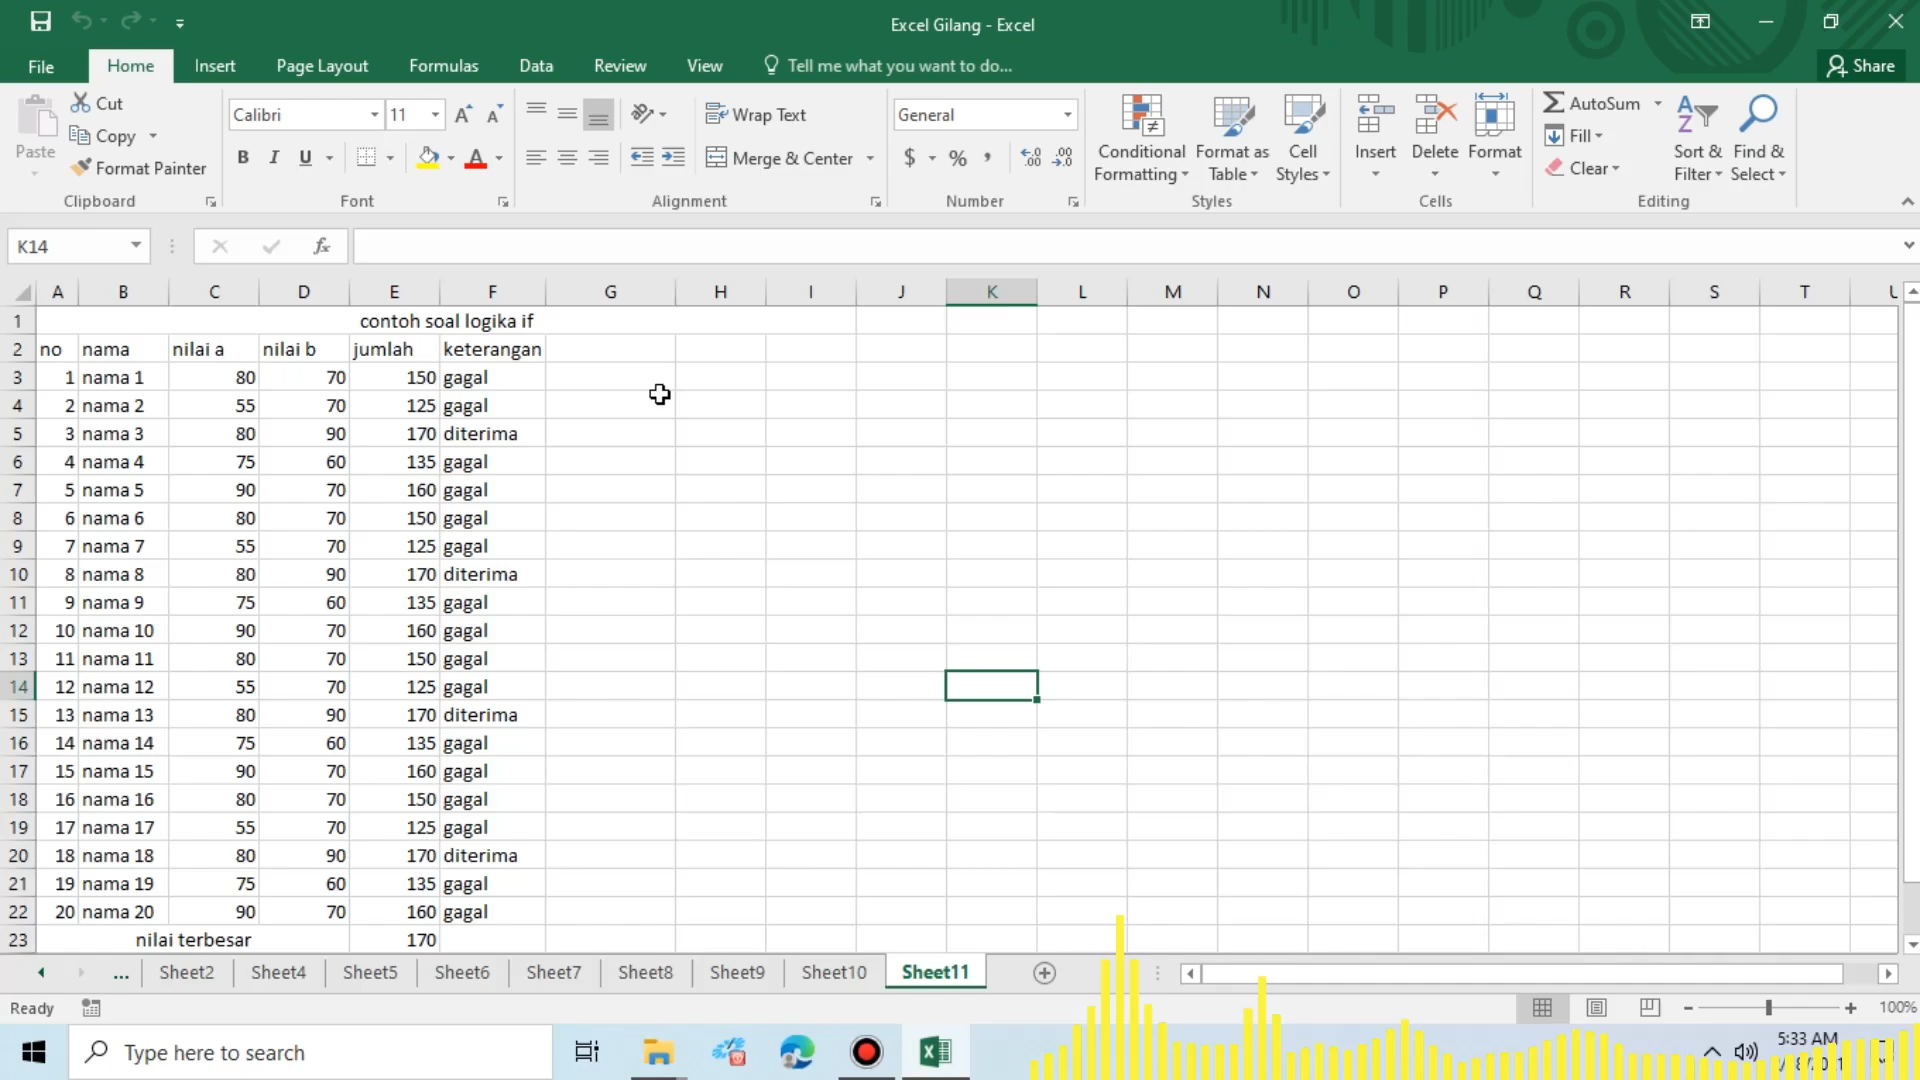 Excel Gilang - Excel
File Home Insert Page Layout Formulas Data Review View Tell me what you want to do... Share
Paste Cut Copy Format Painter Clipboard
Calibri 11 B I U A Font
Wrap Text Merge & Center Alignment
General $ % , Number
Conditional Formatting Format as Table Cell Styles Styles
Insert Delete Format Cells
AutoSum Fill Clear Sort & Filter Find & Select Editing
K14 fx
A B C D E F G H I J K L M N O P Q R S T U
1 contoh soal logika if
2 no nama nilai a nilai b jumlah keterangan
3 1 nama 1 80 70 150 gagal
4 2 nama 2 55 70 125 gagal
5 3 nama 3 80 90 170 diterima
6 4 nama 4 75 60 135 gagal
7 5 nama 5 90 70 160 gagal
8 6 nama 6 80 70 150 gagal
9 7 nama 7 55 70 125 gagal
10 8 nama 8 80 90 170 diterima
11 9 nama 9 75 60 135 gagal
12 10 nama 10 90 70 160 gagal
13 11 nama 11 80 70 150 gagal
14 12 nama 12 55 70 125 gagal
15 13 nama 13 80 90 170 diterima
16 14 nama 14 75 60 135 gagal
17 15 nama 15 90 70 160 gagal
18 16 nama 16 80 70 150 gagal
19 17 nama 17 55 70 125 gagal
20 18 nama 18 80 90 170 diterima
21 19 nama 19 75 60 135 gagal
22 20 nama 20 90 70 160 gagal
23 nilai terbesar 170
... Sheet2 Sheet4 Sheet5 Sheet6 Sheet7 Sheet8 Sheet9 Sheet10 Sheet11
Ready 100%
Type here to search
5:33 AM